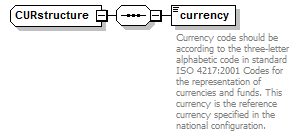 CURstructure
currency
Currency code should be
according to the three-letter
alphabetic code in standard
ISO 4217:2001 Codes for
the representation of
currencies and funds. This
currency is the reference
currency specified in the
national configuration.